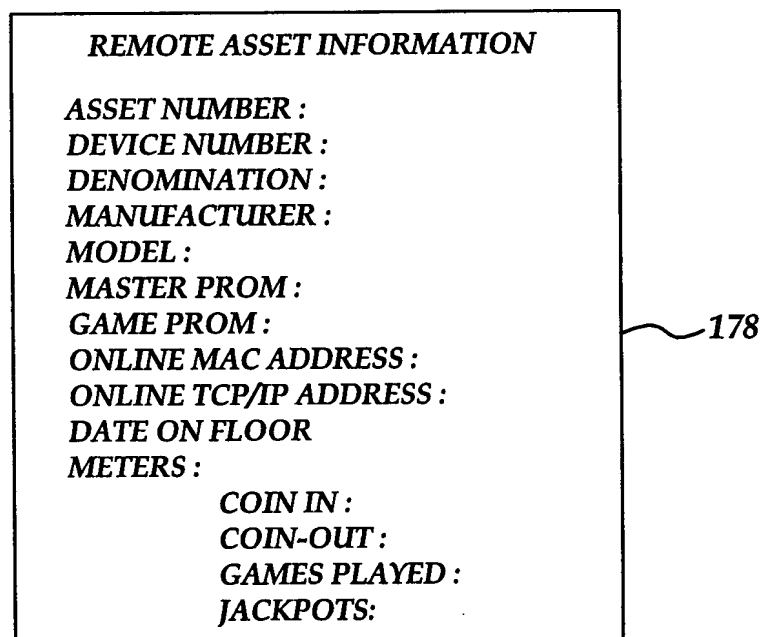 REMOTE ASSET INFORMATION
ASSET NUMBER :
DEVICE NUMBER :
DENOMINATION :
MANUFACTURER :
MODEL :
MASTER PROM :
GAME PROM :
ONLINE MAC ADDRESS :
ONLINE TCP/IP ADDRESS :
DATE ON FLOOR
METERS :
COIN IN :
COIN-OUT :
GAMES PLAYED :
JACKPOTS:
178